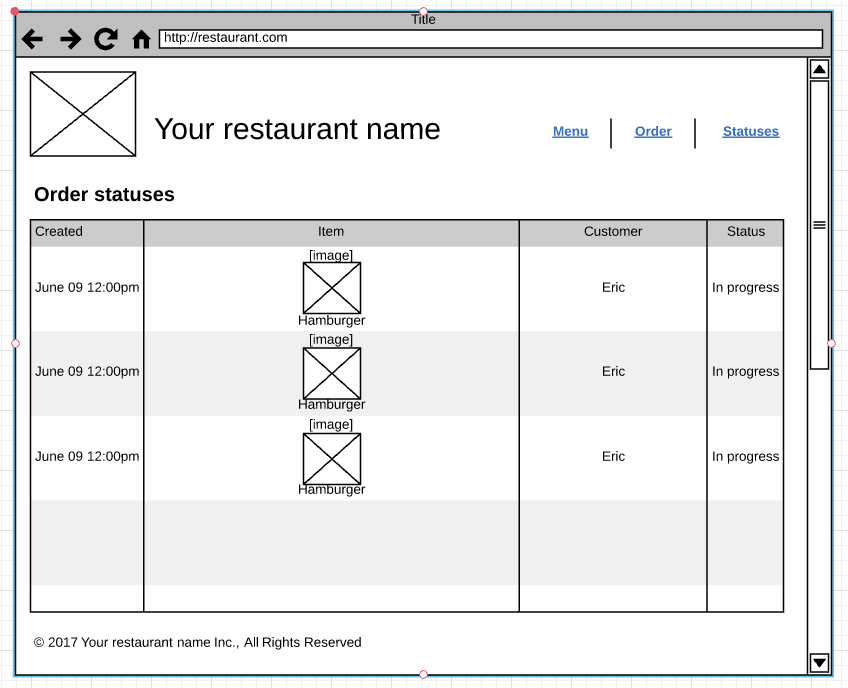 Title
http://restaurant.com
Your restaurant name
Menu
Order
Statuses
Order statuses
Created
Item
Customer
Status
[image]
June 09 12:00pm
Eric
In progress
Hamburger
[image]
June 09 12:00pm
Eric
In progress
Hamburger
[image]
June 09 12:00pm
Eric
In progress
Hamburger
© 2017 Your restaurant name Inc., All Rights Reserved